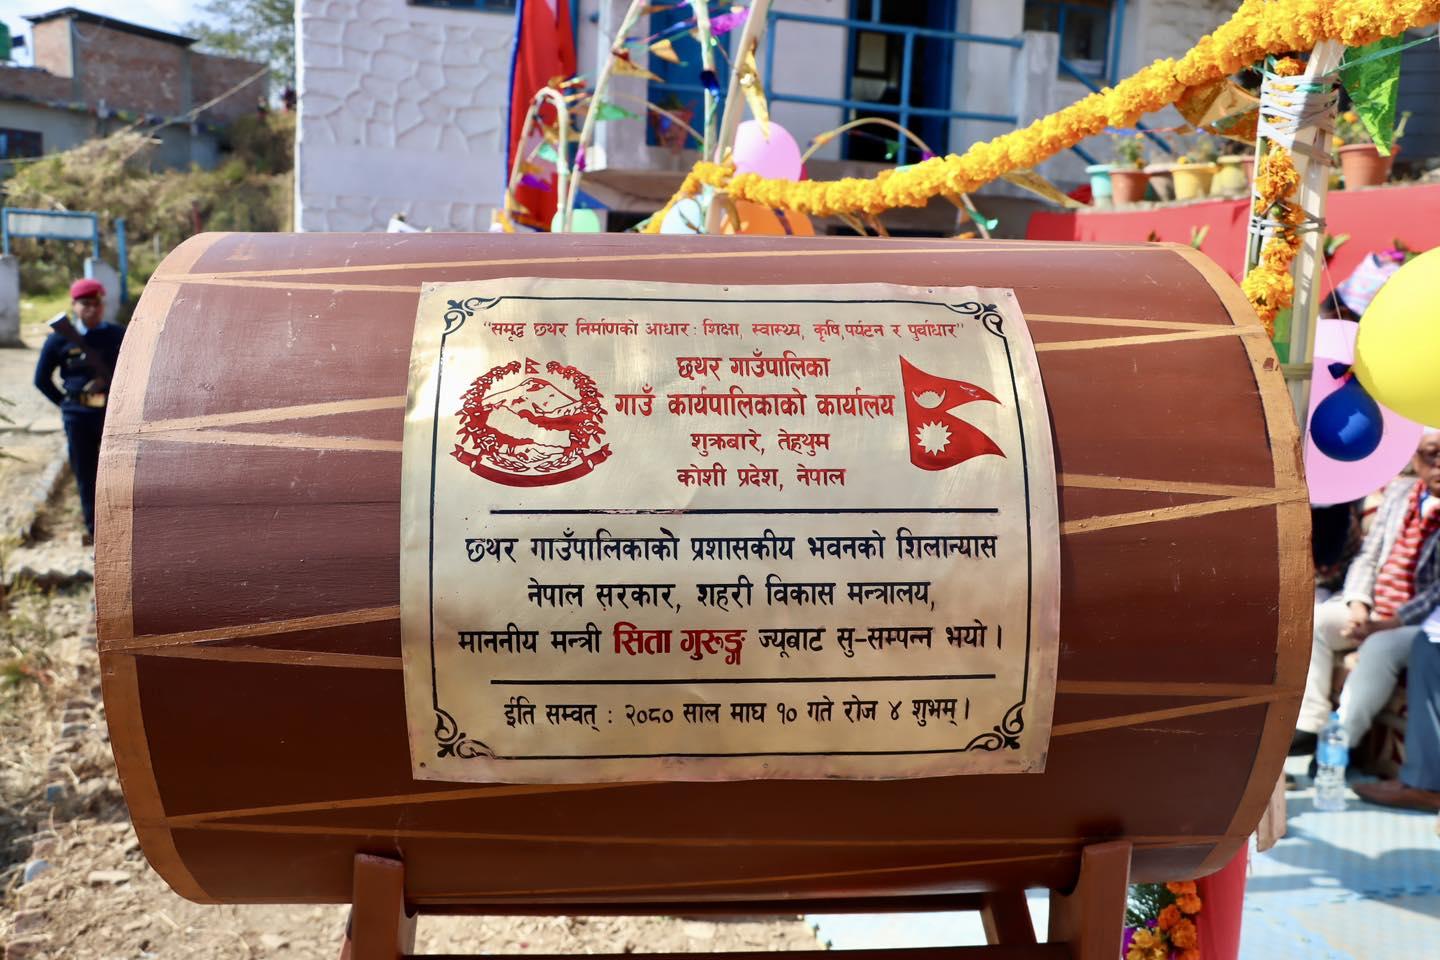 “समृद्ध छथर निर्माणको आधार : शिक्षा, स्वास्थ्य, कृषि, पर्यटन र पुर्वाधार”
छथर गाउँपालिका
गाउँ कार्यपालिकाको कार्यालय
शुक्रबारे, तेहथुम
कोशी प्रदेश, नेपाल
छथर गाउँपालिकाको प्रशासकीय भवनको शिलान्यास
नेपाल सरकार, शहरी विकास मन्त्रालय,
माननीय मन्त्री सिता गुरुङ्ग ज्यूबाट सु-सम्पन्न भयो ।
ईति सम्वत् : २०८० साल माघ १० गते रोज ४ शुभम् ।